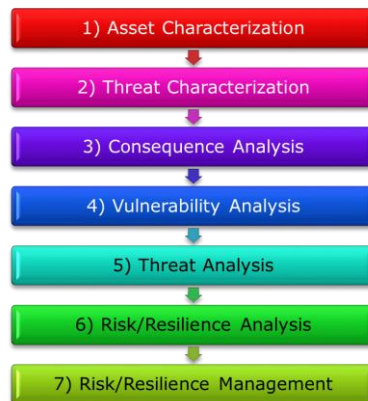 1) Asset Characterization
2) Threat Characterization
3) Consequence Analysis
4) Vulnerability Analysis
5) Threat Analysis
6) Risk/Resilience Analysis
7) Risk/Resilience Management